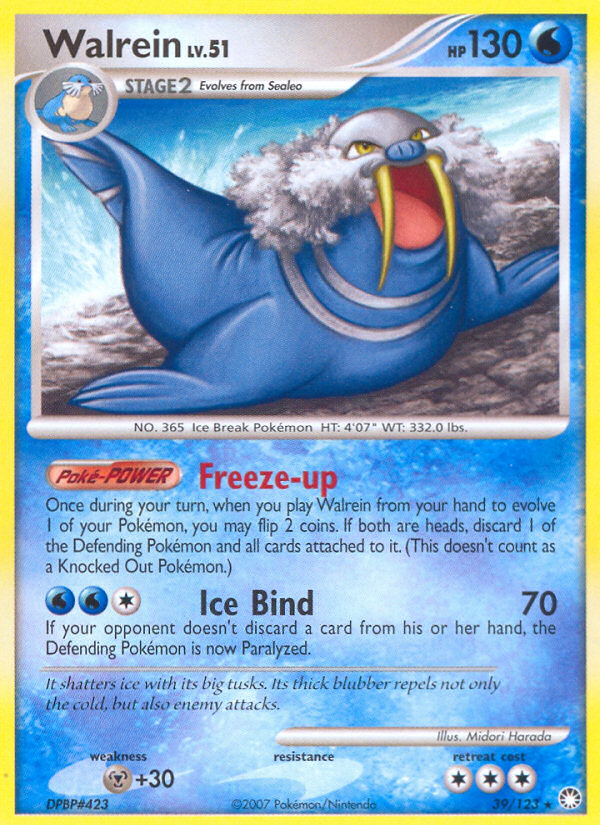 Walrein LV.51
HP 130
STAGE2 Evolves from Sealeo
NO. 365 Ice Break Pokémon HT: 4'07" WT: 332.0 lbs.
Poké-POWER Freeze-up
Once during your turn, when you play Walrein from your hand to evolve
1 of your Pokémon, you may flip 2 coins. If both are heads, discard 1 of
the Defending Pokémon and all cards attached to it. (This doesn't count as
a Knocked Out Pokémon.)
Ice Bind 70
If your opponent doesn't discard a card from his or her hand, the
Defending Pokémon is now Paralyzed.
It shatters ice with its big tusks. Its thick blubber repels not only
the cold, but also enemy attacks.
Illus. Midori Harada
weakness resistance retreat cost
+30
DPBP#423 ©2007 Pokémon/Nintendo 39/123 ★